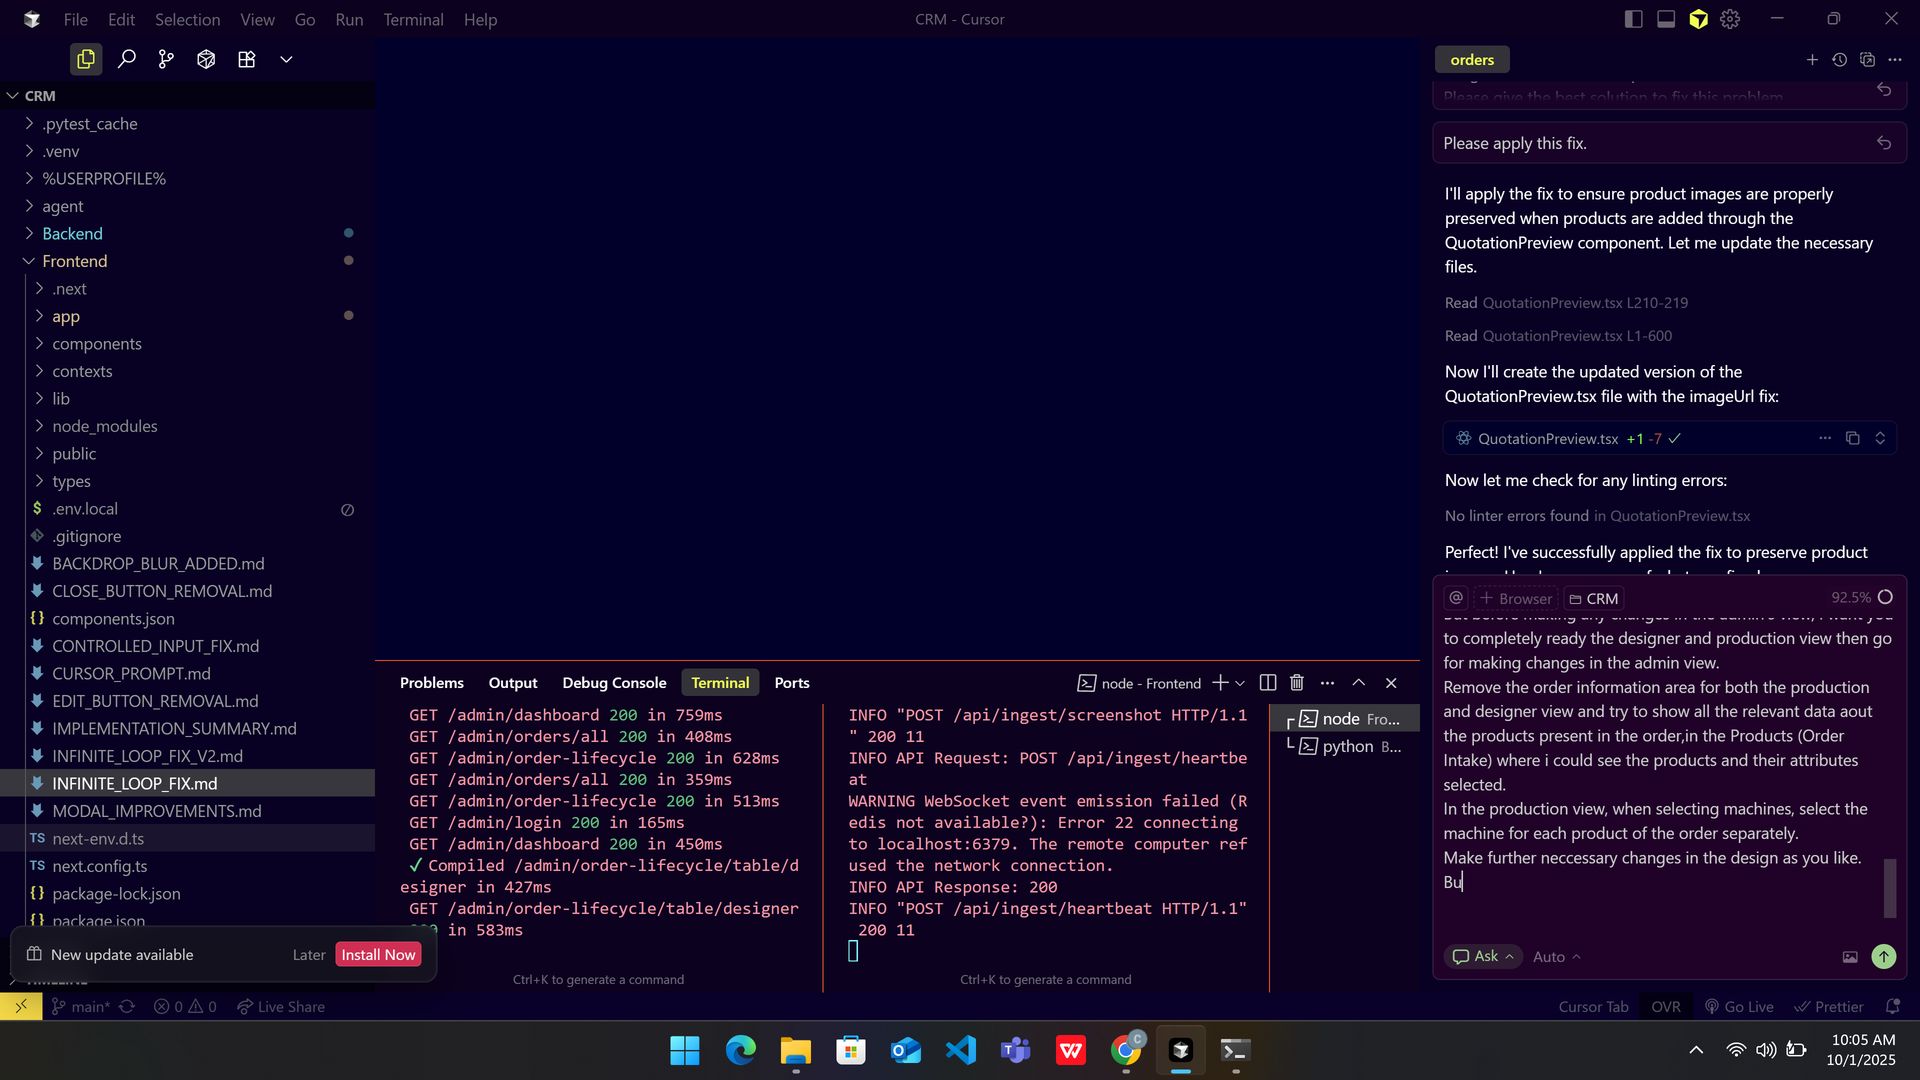 File Edit Selection View Go Run Terminal Help
CRM - Cursor
CRM
.pytest_cache
.venv
%USERPROFILE%
agent
Backend
Frontend
.next
app
components
contexts
lib
node_modules
public
types
$ .env.local
.gitignore
BACKDROP_BLUR_ADDED.md
CLOSE_BUTTON_REMOVAL.md
{} components.json
CONTROLLED_INPUT_FIX.md
CURSOR_PROMPT.md
EDIT_BUTTON_REMOVAL.md
IMPLEMENTATION_SUMMARY.md
INFINITE_LOOP_FIX_V2.md
INFINITE_LOOP_FIX.md
MODAL_IMPROVEMENTS.md
TS next-env.d.ts
TS next.config.ts
{} package-lock.json
package.json
New update available Later Install Now
TIMELINE
Problems Output Debug Console Terminal Ports
node - Frontend
GET /admin/dashboard 200 in 759ms
GET /admin/orders/all 200 in 408ms
GET /admin/order-lifecycle 200 in 628ms
GET /admin/orders/all 200 in 359ms
GET /admin/order-lifecycle 200 in 513ms
GET /admin/login 200 in 165ms
GET /admin/dashboard 200 in 450ms
✓ Compiled /admin/order-lifecycle/table/d
esigner in 427ms
GET /admin/order-lifecycle/table/designer
in 583ms
Ctrl+K to generate a command
INFO "POST /api/ingest/screenshot HTTP/1.1
" 200 11
INFO API Request: POST /api/ingest/heartbe
at
WARNING WebSocket event emission failed (R
edis not available?): Error 22 connecting
to localhost:6379. The remote computer ref
used the network connection.
INFO API Response: 200
INFO "POST /api/ingest/heartbeat HTTP/1.1"
200 11
Ctrl+K to generate a command
node Fro...
python B...
orders
Please give the best solution to fix this problem
Please apply this fix.
I'll apply the fix to ensure product images are properly
preserved when products are added through the
QuotationPreview component. Let me update the necessary
files.
Read QuotationPreview.tsx L210-219
Read QuotationPreview.tsx L1-600
Now I'll create the updated version of the
QuotationPreview.tsx file with the imageUrl fix:
QuotationPreview.tsx +1 -7
Now let me check for any linting errors:
No linter errors found in QuotationPreview.tsx
Perfect! I've successfully applied the fix to preserve product
@ + Browser CRM 92.5%
But before making any changes in the admin's view, i want you
to completely ready the designer and production view then go
for making changes in the admin view.
Remove the order information area for both the production
and designer view and try to show all the relevant data aout
the products present in the order,in the Products (Order
Intake) where i could see the products and their attributes
selected.
In the production view, when selecting machines, select the
machine for each product of the order separately.
Make further neccessary changes in the design as you like.
Bu
Ask Auto
main* 0 0 Live Share
Cursor Tab OVR Go Live Prettier
10:05 AM
10/1/2025